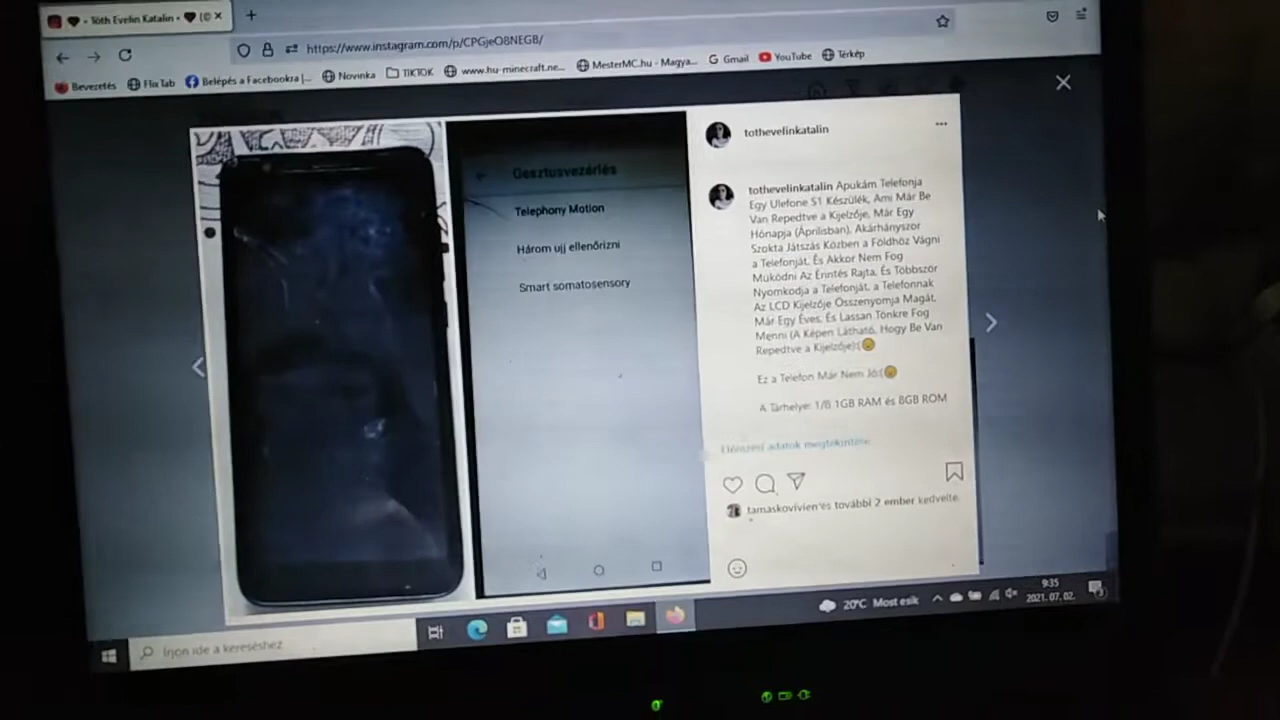 Tóth Evelin Katalin
https://www.instagram.com/p/CPGjeO8NEGB/
Bevezetés
Flix Tab
Belépés a Facebookra |...
Novinka
TIKTOK
www.hu-minecraft.ne...
MesterMC.hu - Magya...
Gmail
YouTube
Térkép
Gesztusvezérlés
Telephony Motion
Három ujj ellenőrizni
Smart somatosensory
tothevelinkatalin
tothevelinkatalin Apukám Telefonja
Egy Ulefone S1 Készülék, Ami Már Be
Van Repedtve a Kijelzője, Már Egy
Hónapja (Áprilisban). Akárhányszor
Szokta Játszás Közben a Földhöz Vágni
a Telefonját, És Akkor Nem Fog
Müködni Az Érintés Rajta, És Többször
Nyomkodja a Telefonját, a Telefonnak
Az LCD Kijelzője Összenyomja Magát,
Már Egy Éves, És Lassan Tönkre Fog
Menni (A Képen Látható, Hogy Be Van
Repedtve a Kijelzője):(
Ez a Telefon Már Nem Jó:(
A Tárhelye: 1/8 1GB RAM és 8GB ROM
Elemzési adatok megtekintése
tamaskovivien és további 2 ember kedvelte.
Írjon ide a kereséshez
20°C Most esik
9:35
2021. 07. 02.
3